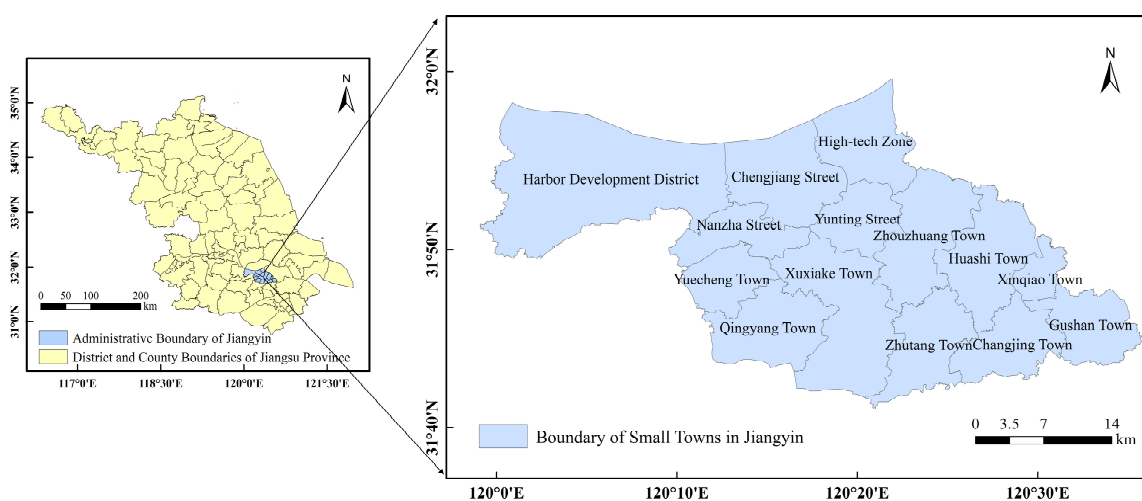 N
35°0'N
34°0'N
33°0'N
32°0'N
31°0'N
0 50 100 200
km
Administrative Boundary of Jiangyin
District and County Boundaries of Jiangsu Province
117°0'E 118°30'E 120°0'E 121°30'E
N
32°0'N
31°50'N
31°40'N
High-tech Zone
Harbor Development District
Chengjiang Street
Nanzha Street
Yunting Street
Zhouzhuang Town
Huashi Town
Yuecheng Town
Xuxiake Town
Xinqiao Town
Qingyang Town
Gushan Town
Zhutang Town
Changjing Town
Boundary of Small Towns in Jiangyin
0 3.5 7 14
km
120°0'E 120°10'E 120°20'E 120°30'E